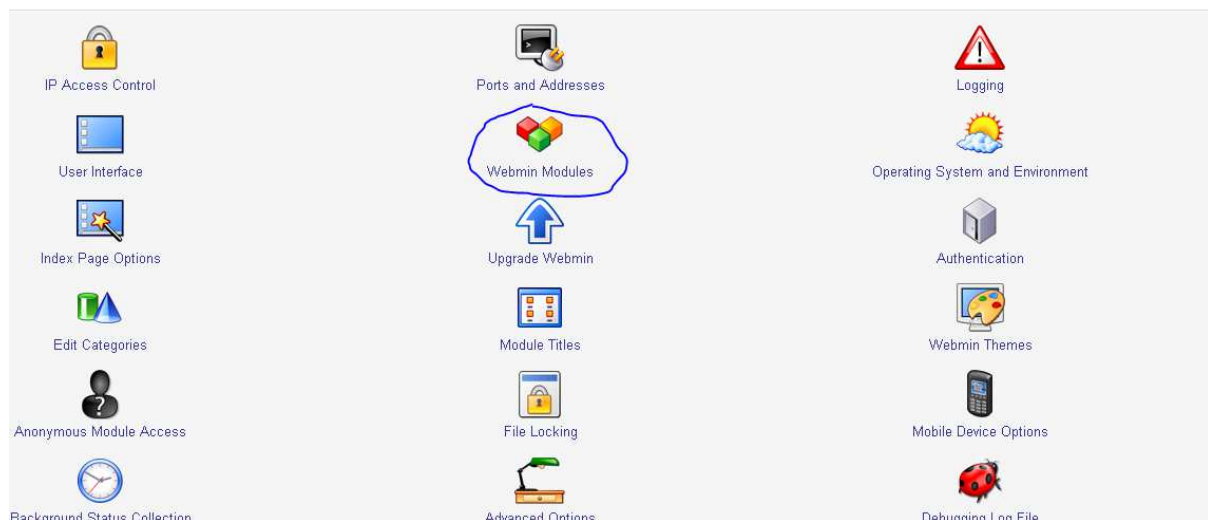 IP Access Control
Ports and Addresses
Logging
User Interface
Webmin Modules
Operating System and Environment
Index Page Options
Upgrade Webmin
Authentication
Edit Categories
Module Titles
Webmin Themes
Anonymous Module Access
File Locking
Mobile Device Options
Background Status Collection
Advanced Options
Debugging Log File